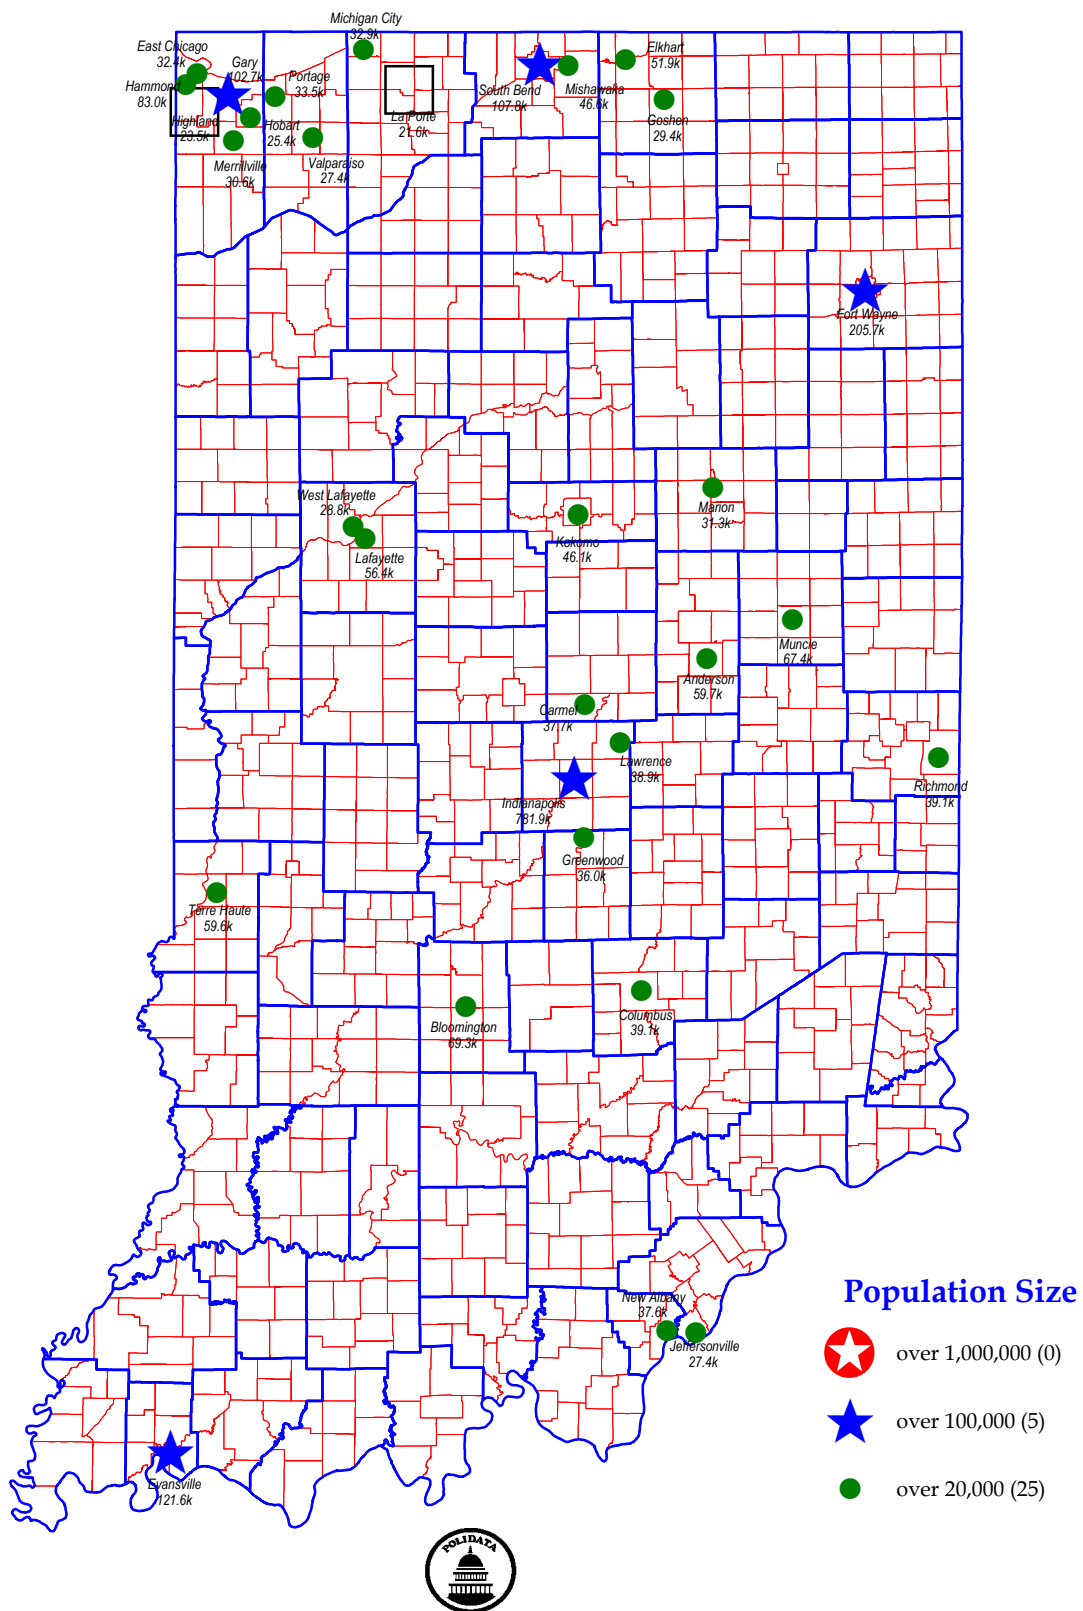 Michigan City
32.9k
East Chicago
32.4k
Gary
102.7k
Hammond
83.0k
Portage
33.5k
Highland
23.5k
Hobart
25.4k
Merrillville
30.6k
Valparaiso
27.4k
La Porte
21.6k
South Bend
107.8k
Mishawaka
46.6k
Elkhart
51.9k
Goshen
29.4k
Fort Wayne
205.7k
West Lafayette
28.8k
Lafayette
56.4k
Kokomo
46.1k
Marion
31.3k
Muncie
67.4k
Anderson
59.7k
Carmel
37.7k
Lawrence
38.9k
Indianapolis
781.9k
Richmond
39.1k
Greenwood
36.0k
Terre Haute
59.6k
Bloomington
69.3k
Columbus
39.1k
New Albany
37.6k
Jeffersonville
27.4k
Evansville
121.6k
Population Size
over 1,000,000 (0)
over 100,000 (5)
over 20,000 (25)
POLIDATA